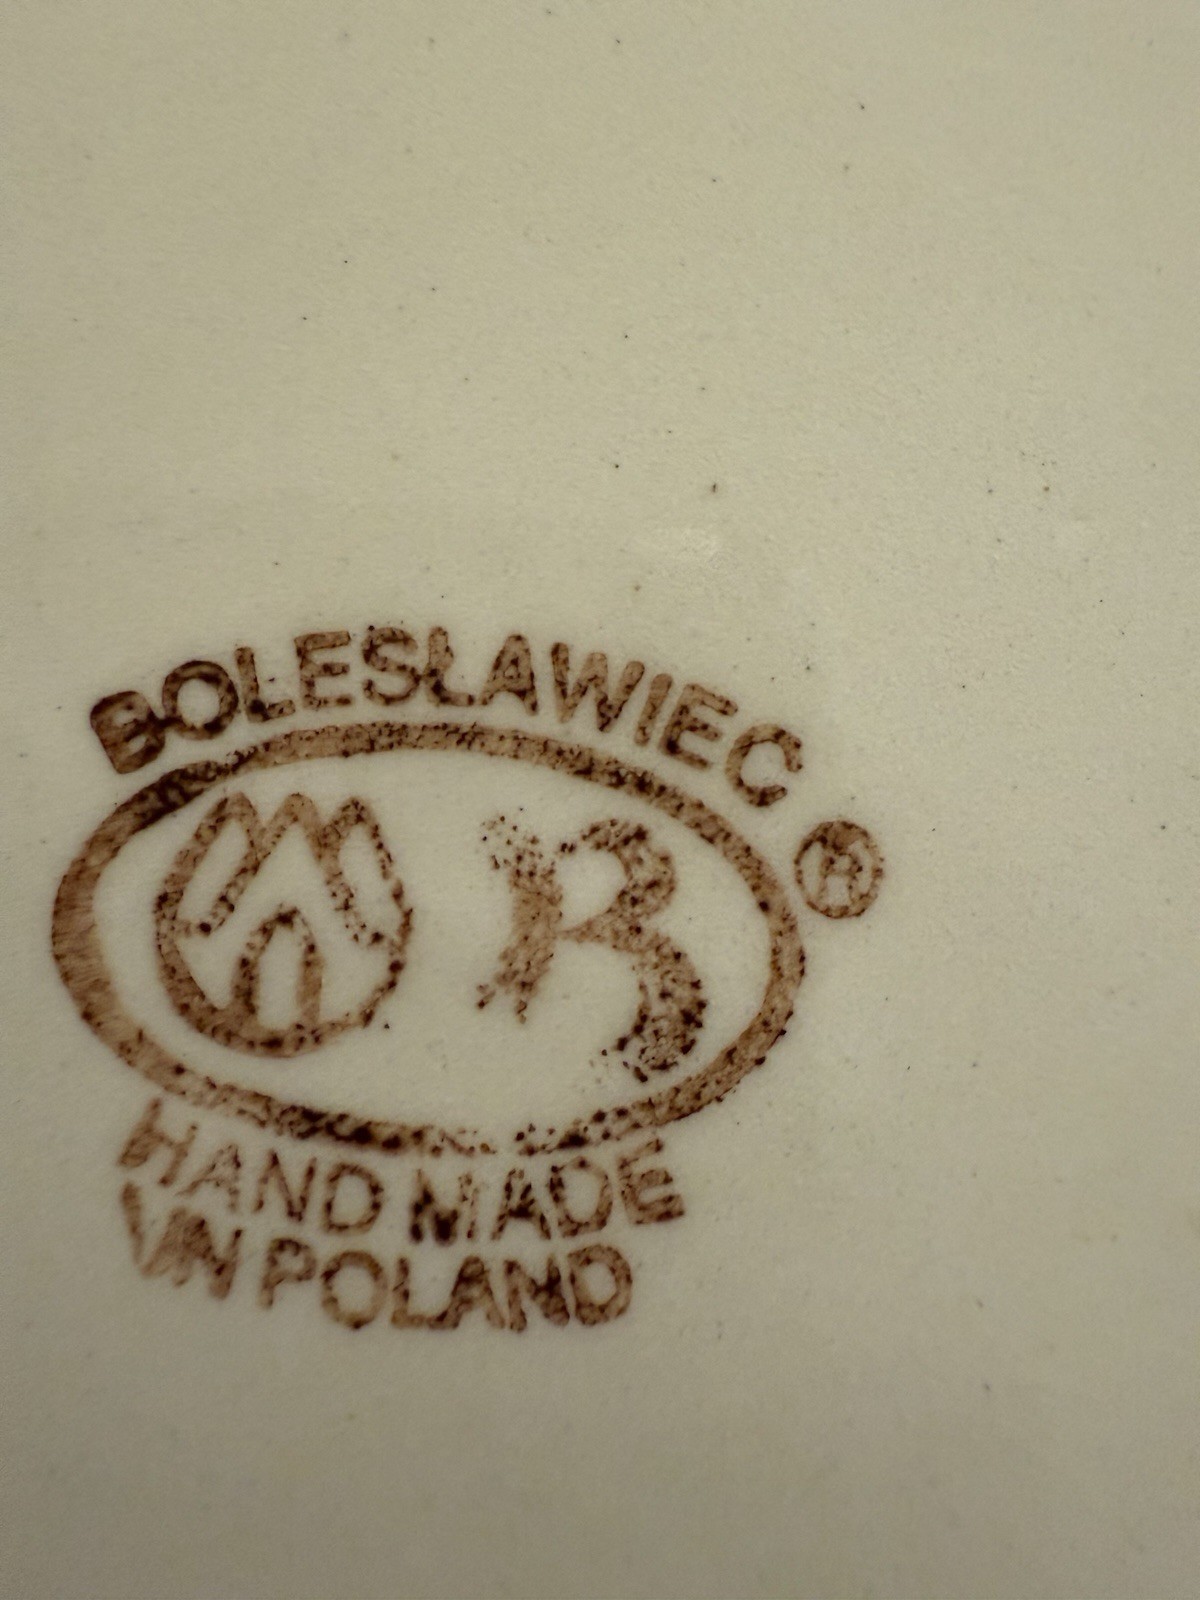 BOLESŁAWIEC
®
B
HAND MADE
IN POLAND